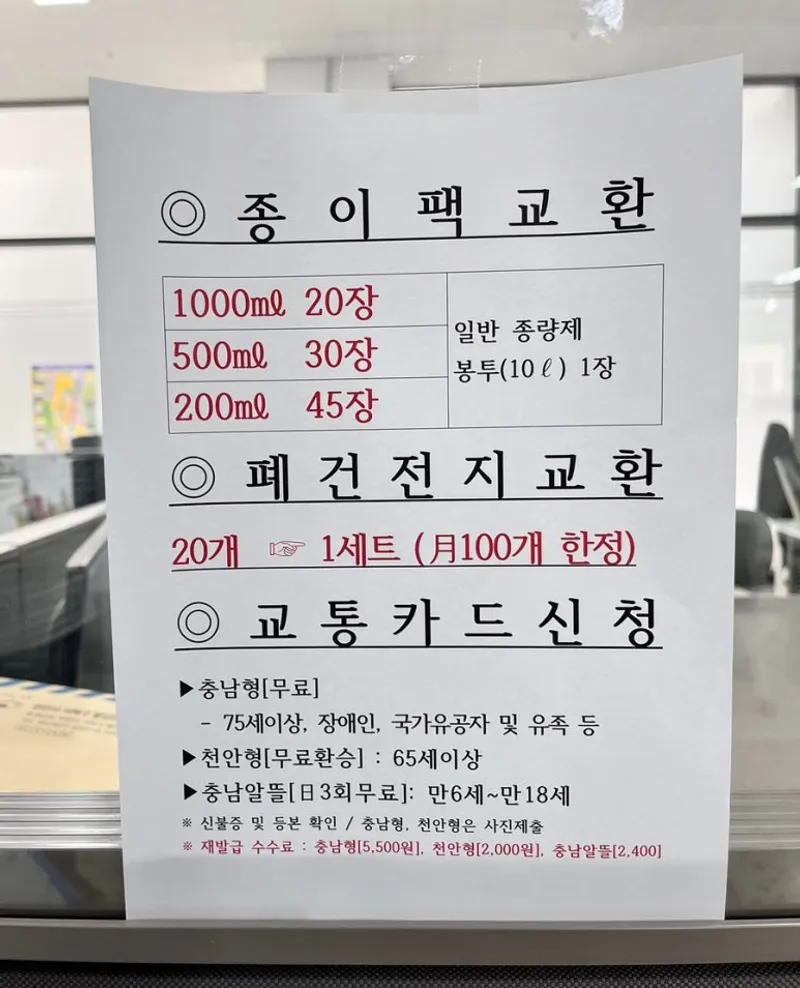 ◎ 종 이 팩 교 환
1000㎖ 20장
500㎖ 30장
200㎖ 45장
일반 종량제
봉투(10ℓ) 1장
◎ 폐 건 전 지 교 환
20개 ☞ 1세트 (月100개 한정)
◎ 교 통 카 드 신 청
▶충남형[무료]
- 75세이상, 장애인, 국가유공자 및 유족 등
▶천안형[무료환승] : 65세이상
▶충남알뜰[日3회무료]: 만6세~만18세
※ 신불증 및 등본 확인 / 충남형, 천안형은 사진제출
※ 재발급 수수료 : 충남형[5,500원], 천안형[2,000원], 충남알뜰[2,400]